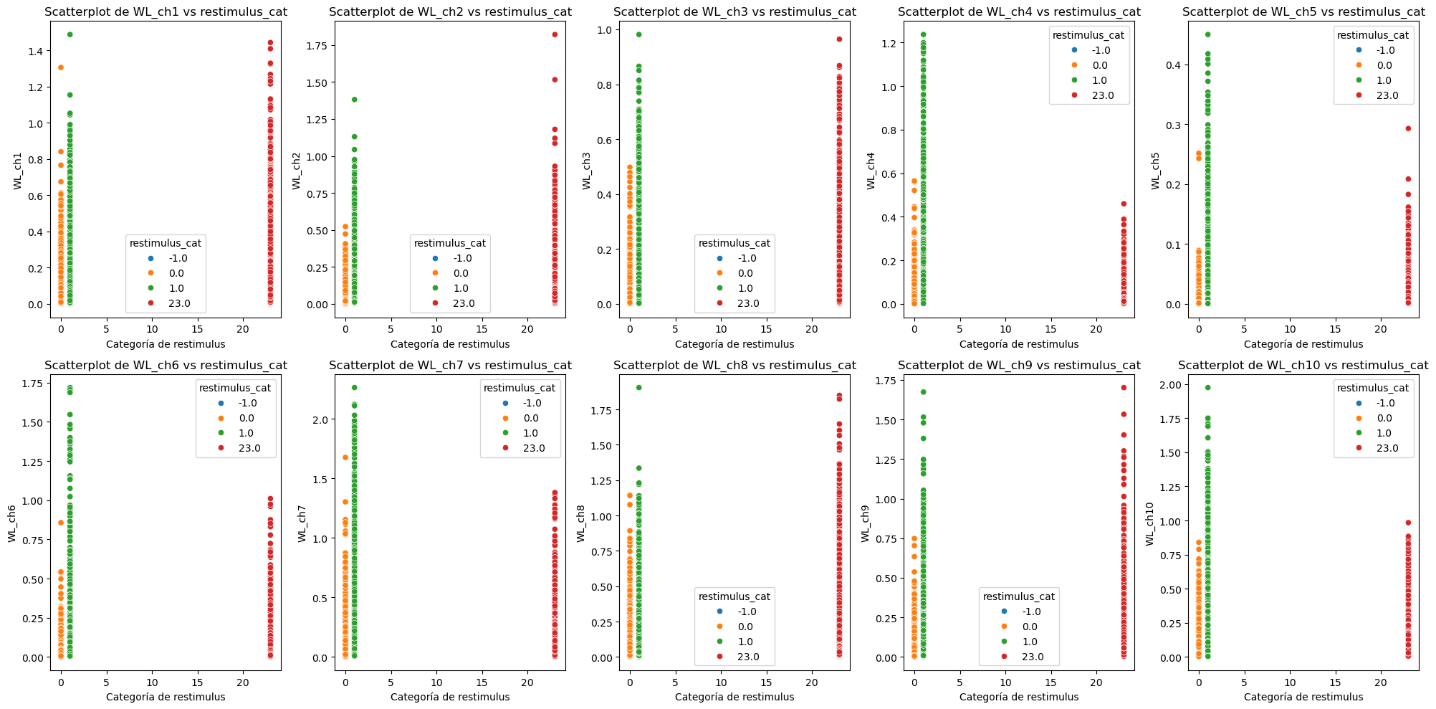 Scatterplot de WL_ch1 vs restimulus_cat
WL_ch1
1.4
1.2
1.0
0.8
0.6
0.4
0.2
0.0
restimulus_cat
-1.0
0.0
1.0
23.0
0 5 10 15 20
Categoría de restimulus
Scatterplot de WL_ch2 vs restimulus_cat
WL_ch2
1.75
1.50
1.25
1.00
0.75
0.50
0.25
0.00
restimulus_cat
-1.0
0.0
1.0
23.0
0 5 10 15 20
Categoría de restimulus
Scatterplot de WL_ch3 vs restimulus_cat
WL_ch3
1.0
0.8
0.6
0.4
0.2
0.0
restimulus_cat
-1.0
0.0
1.0
23.0
0 5 10 15 20
Categoría de restimulus
Scatterplot de WL_ch4 vs restimulus_cat
WL_ch4
1.2
1.0
0.8
0.6
0.4
0.2
0.0
restimulus_cat
-1.0
0.0
1.0
23.0
0 5 10 15 20
Categoría de restimulus
Scatterplot de WL_ch5 vs restimulus_cat
WL_ch5
0.4
0.3
0.2
0.1
0.0
restimulus_cat
-1.0
0.0
1.0
23.0
0 5 10 15 20
Categoría de restimulus
Scatterplot de WL_ch6 vs restimulus_cat
WL_ch6
1.75
1.50
1.25
1.00
0.75
0.50
0.25
0.00
restimulus_cat
-1.0
0.0
1.0
23.0
0 5 10 15 20
Categoría de restimulus
Scatterplot de WL_ch7 vs restimulus_cat
WL_ch7
2.0
1.5
1.0
0.5
0.0
restimulus_cat
-1.0
0.0
1.0
23.0
0 5 10 15 20
Categoría de restimulus
Scatterplot de WL_ch8 vs restimulus_cat
WL_ch8
1.75
1.50
1.25
1.00
0.75
0.50
0.25
0.00
restimulus_cat
-1.0
0.0
1.0
23.0
0 5 10 15 20
Categoría de restimulus
Scatterplot de WL_ch9 vs restimulus_cat
WL_ch9
1.75
1.50
1.25
1.00
0.75
0.50
0.25
0.00
restimulus_cat
-1.0
0.0
1.0
23.0
0 5 10 15 20
Categoría de restimulus
Scatterplot de WL_ch10 vs restimulus_cat
WL_ch10
2.00
1.75
1.50
1.25
1.00
0.75
0.50
0.25
0.00
restimulus_cat
-1.0
0.0
1.0
23.0
0 5 10 15 20
Categoría de restimulus